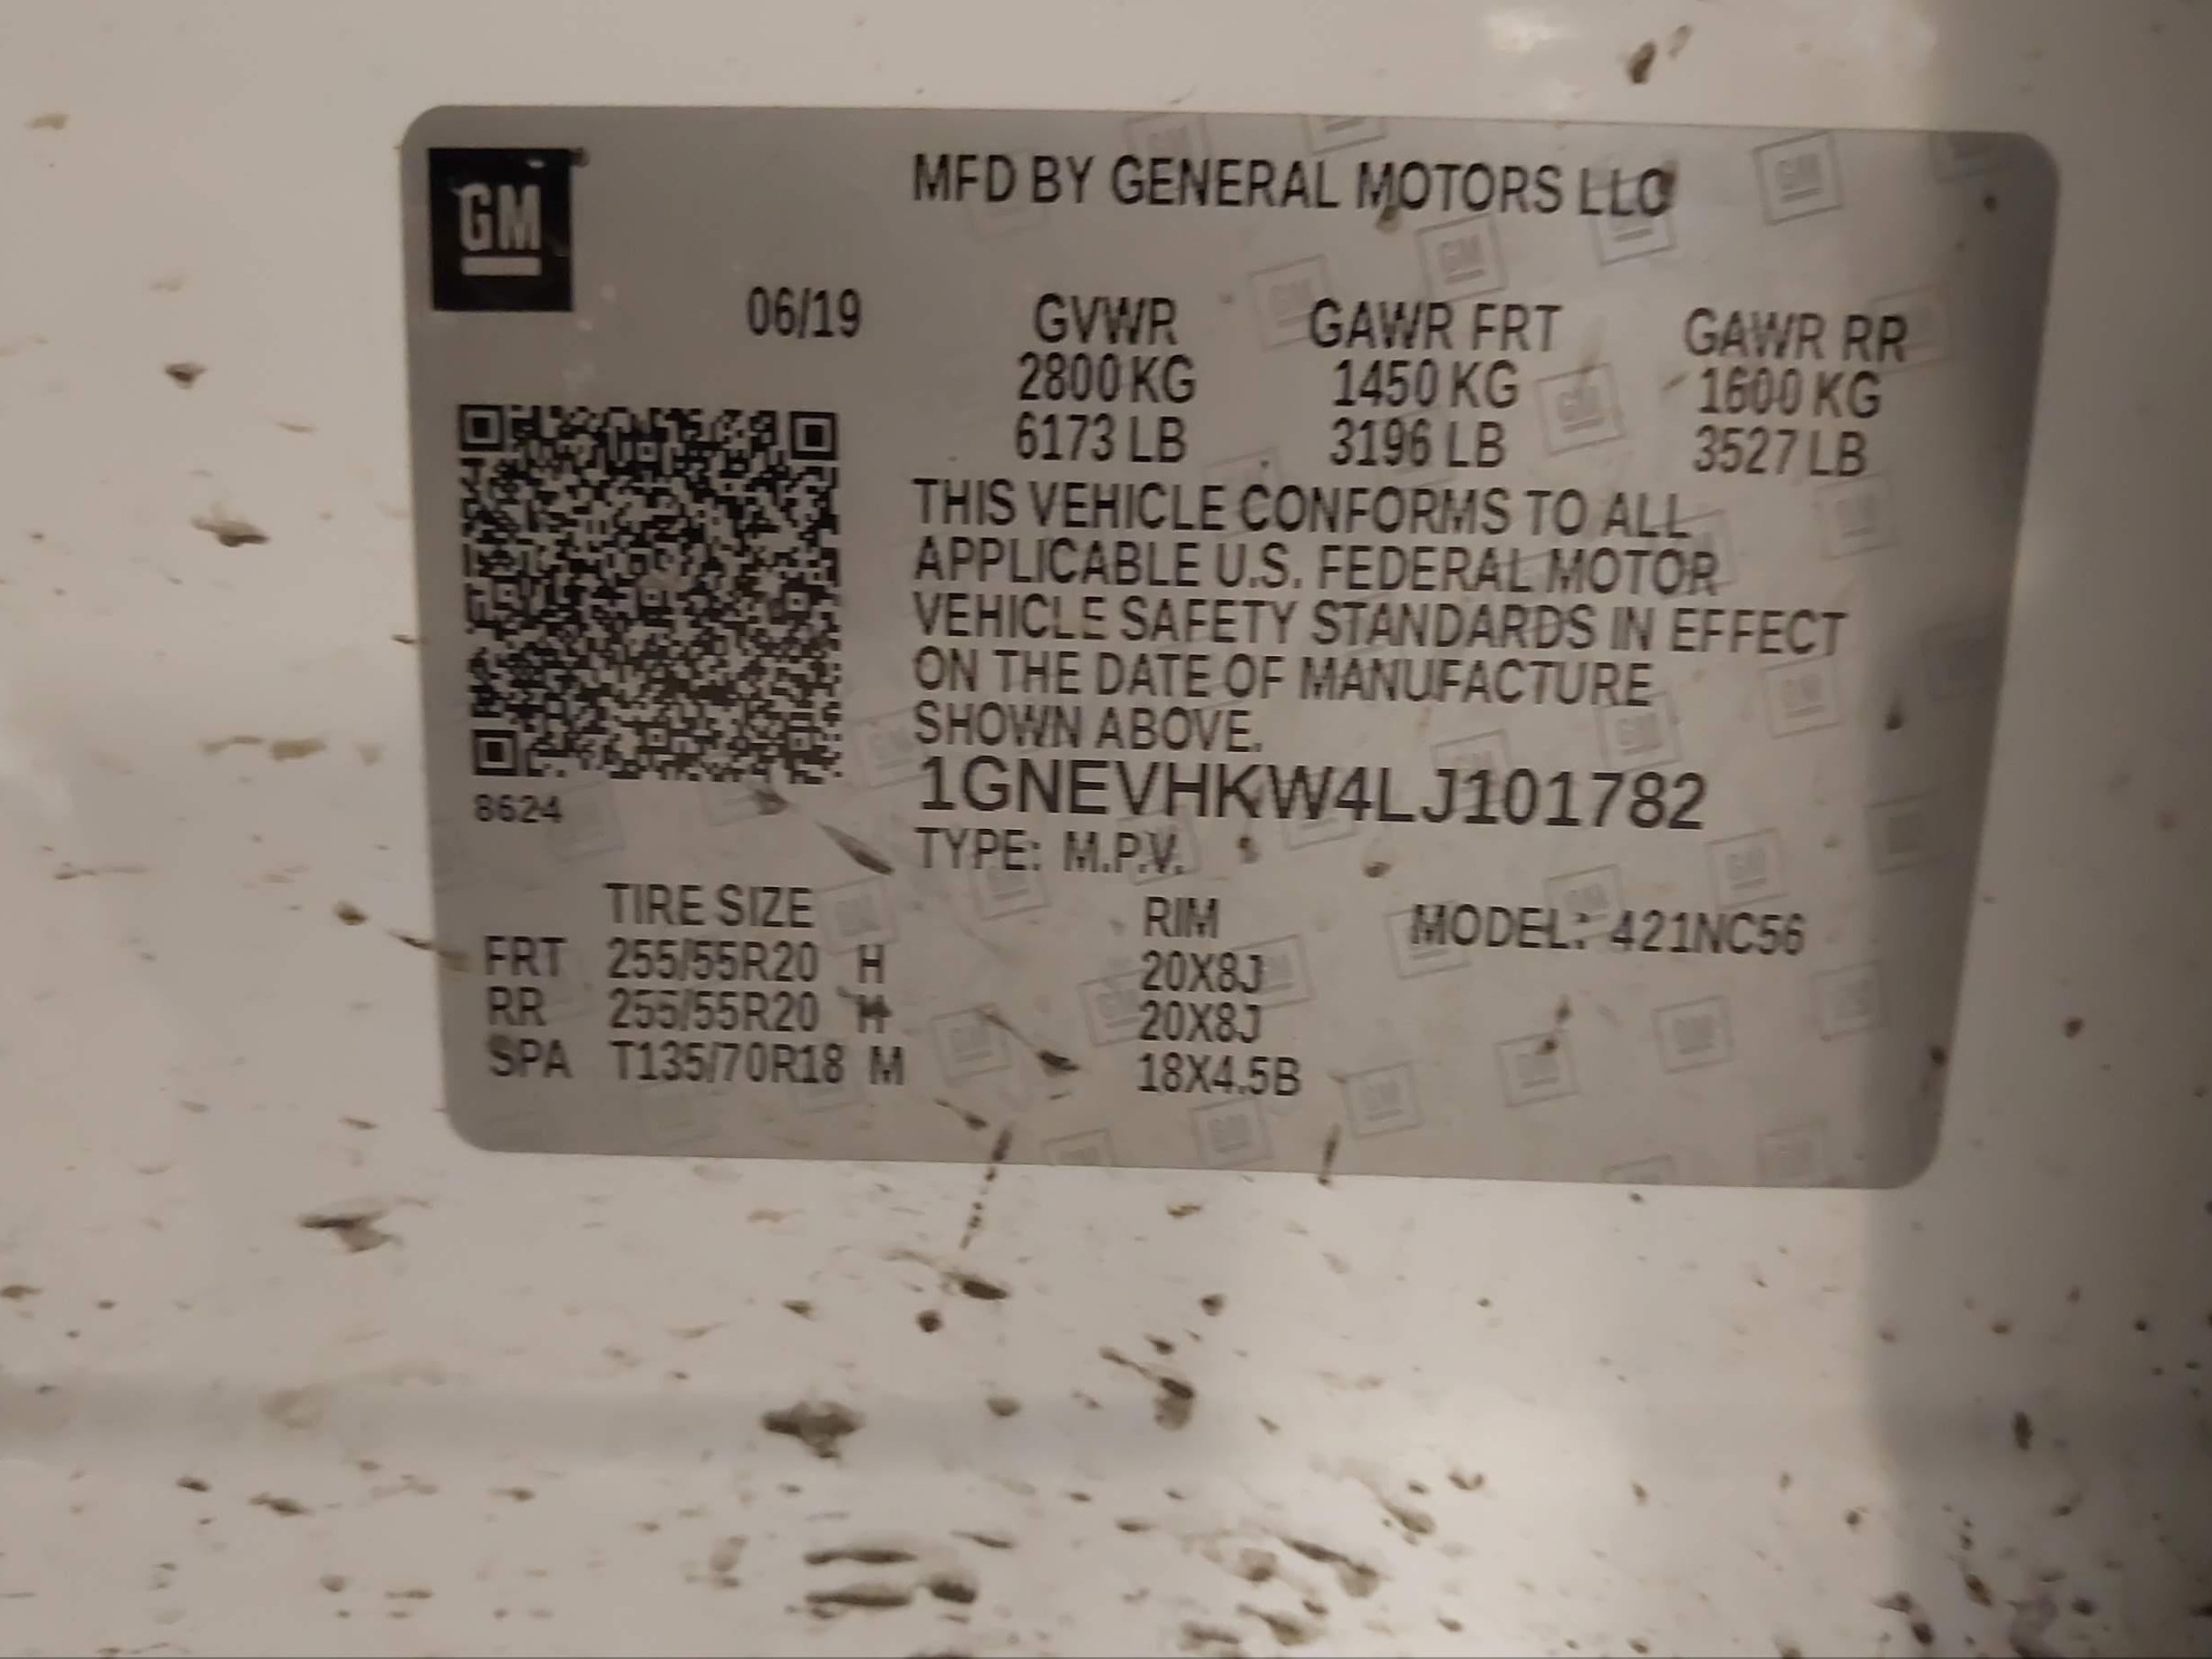 GM
MFD BY GENERAL MOTORS LLC
06/19 GVWR GAWR FRT GAWR RR
2800 KG 1450 KG 1600 KG
6173 LB 3196 LB 3527 LB
THIS VEHICLE CONFORMS TO ALL
APPLICABLE U.S. FEDERAL MOTOR
VEHICLE SAFETY STANDARDS IN EFFECT
ON THE DATE OF MANUFACTURE
SHOWN ABOVE.
1GNEVHKW4LJ101782
8624
TYPE: M.P.V.
TIRE SIZE RIM MODEL: 421NC56
FRT 255/55R20 H 20X8J
RR 255/55R20 H 20X8J
SPA T135/70R18 M 18X4.5B